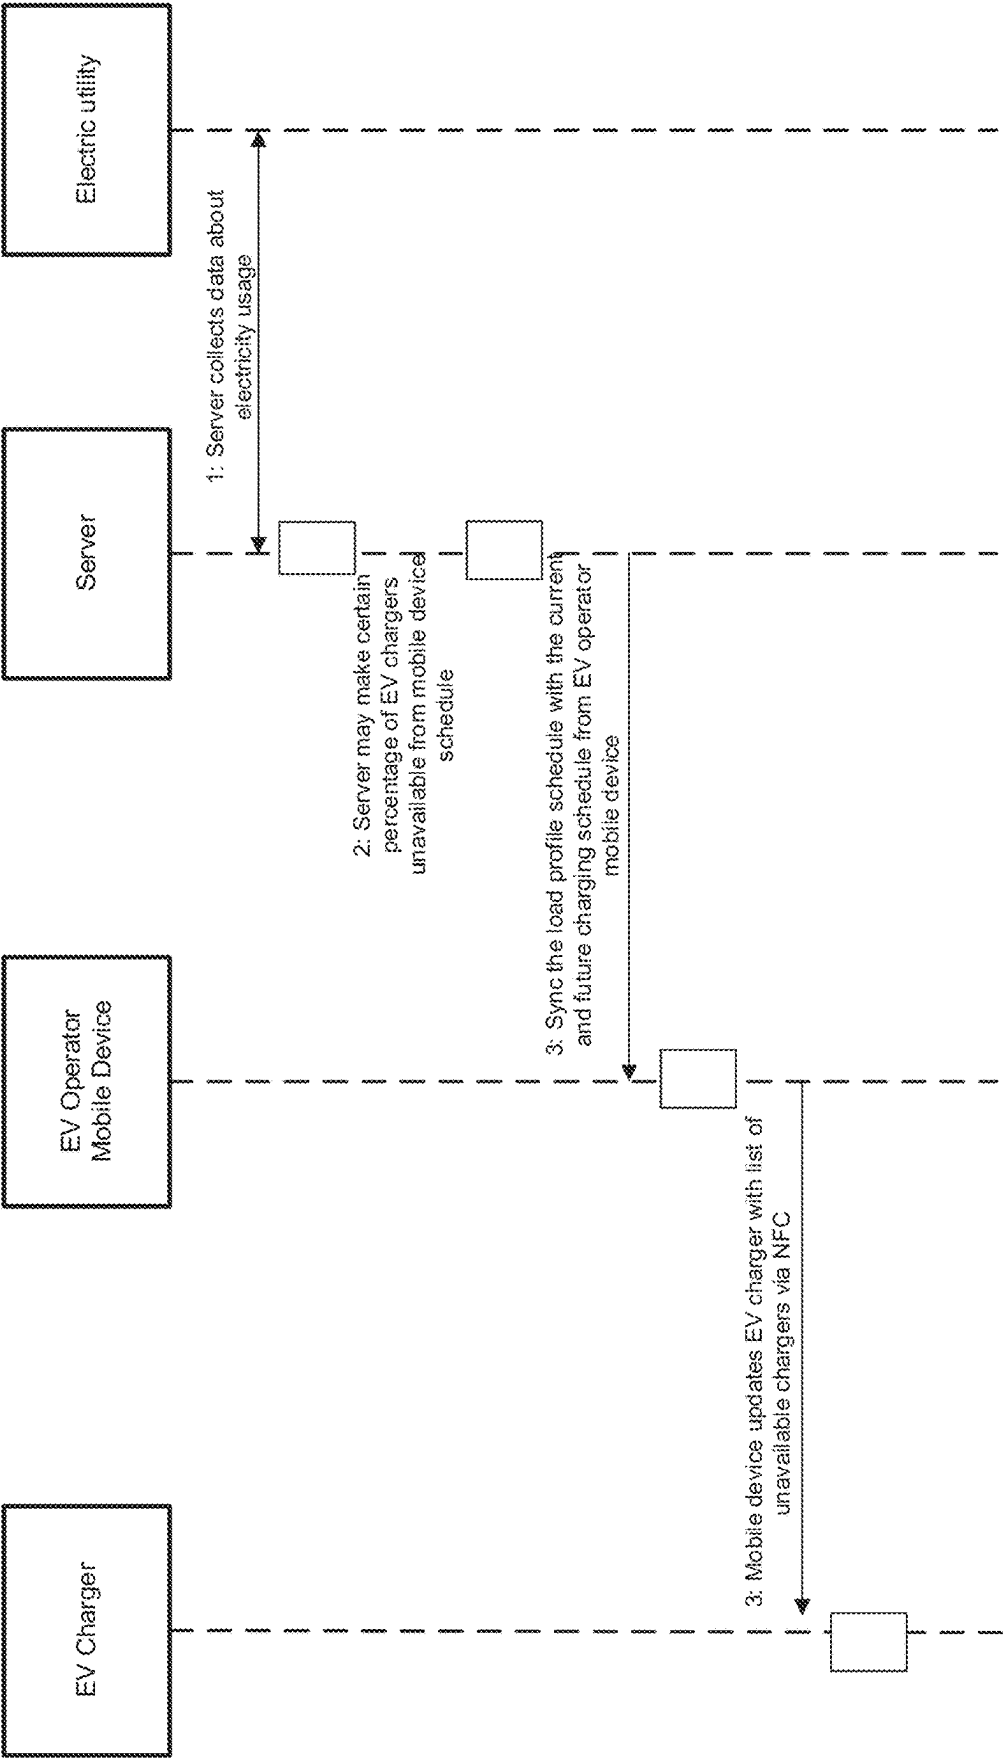 EV Charger
EV Operator
Mobile Device
Server
Electric utility
1: Server collects data about
electricity usage
2: Server may make certain
percentage of EV chargers
unavailable from mobile device
schedule
3: Sync the load profile schedule with the current
and future charging schedule from EV operator
mobile device
3: Mobile device updates EV charger with list of
unavailable chargers via NFC